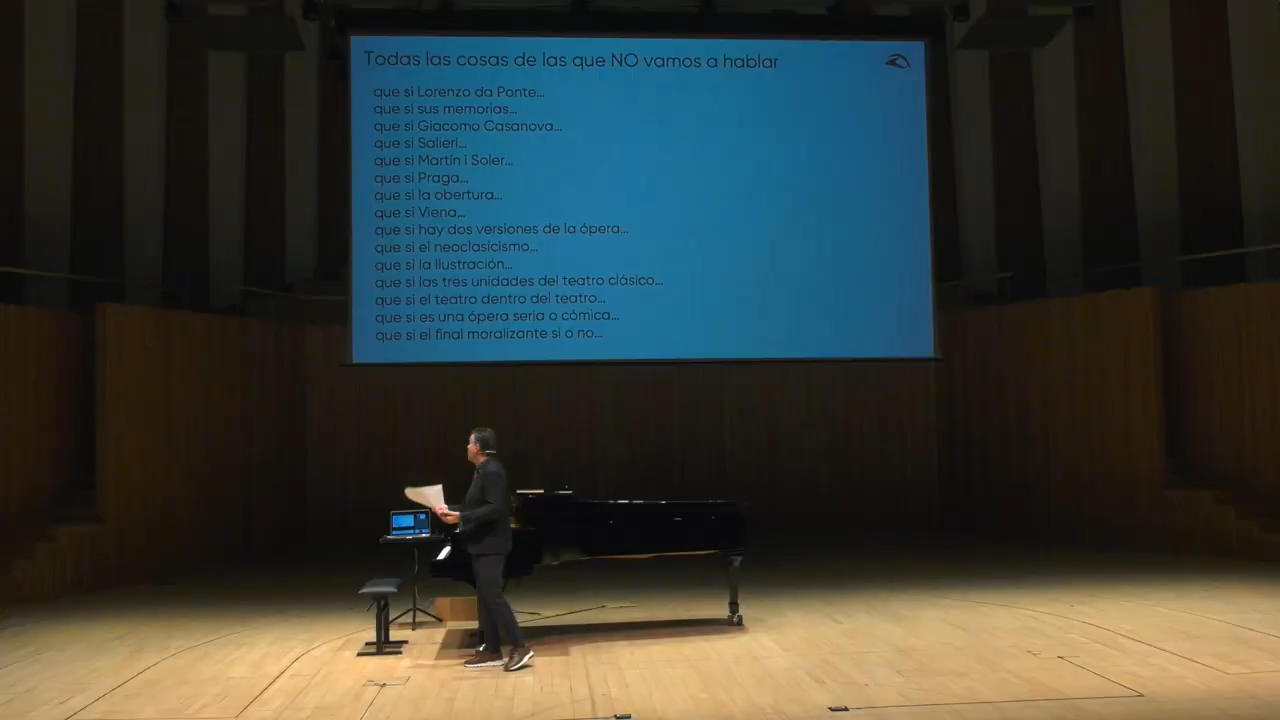 Todas las cosas de las que NO vamos a hablar
que si Lorenzo da Ponte...
que si sus memorias...
que si Giacomo Casanova...
que si Salieri...
que si Martín i Soler...
que si Praga...
que si la obertura...
que si Viena...
que si hay dos versiones de la ópera...
que si el neoclasicismo...
que si la Ilustración...
que si las tres unidades del teatro clásico...
que si el teatro dentro del teatro...
que si es una ópera seria o cómica...
que si el final moralizante si o no...